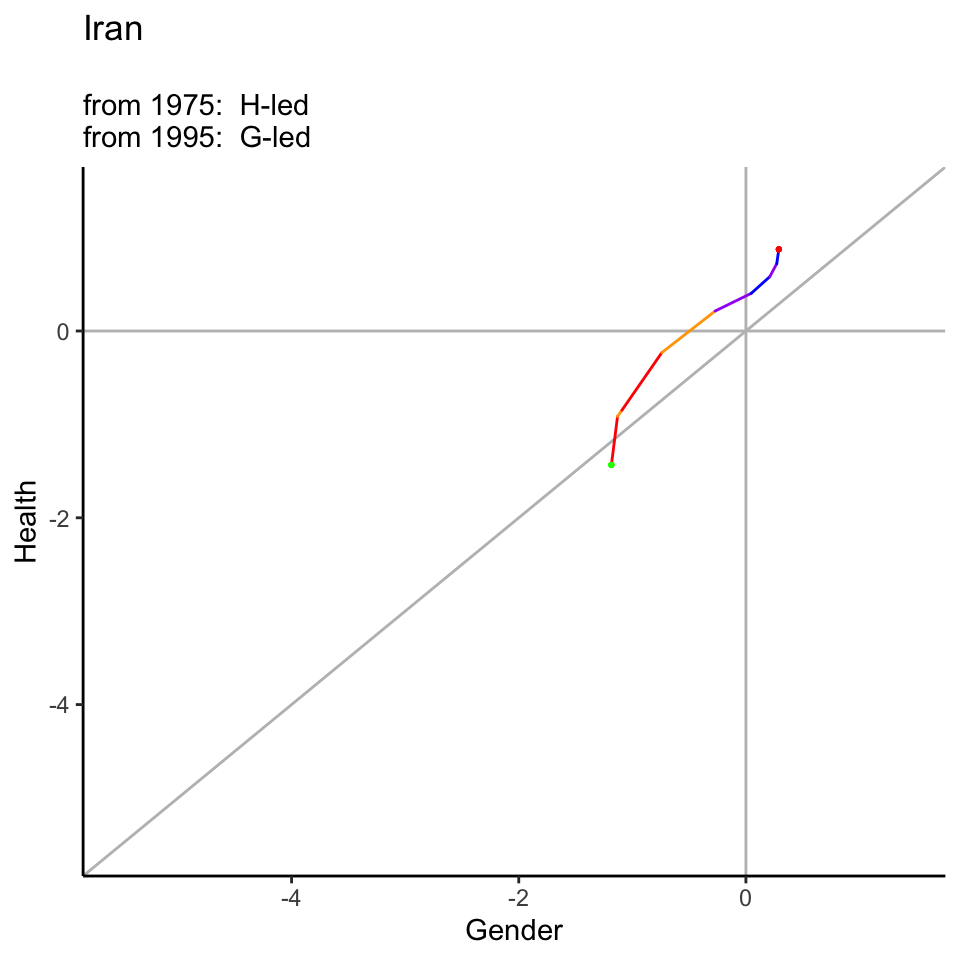 Iran
from 1975:  H-led
from 1995:  G-led
Health
0
-2
-4
-4
-2
0
Gender